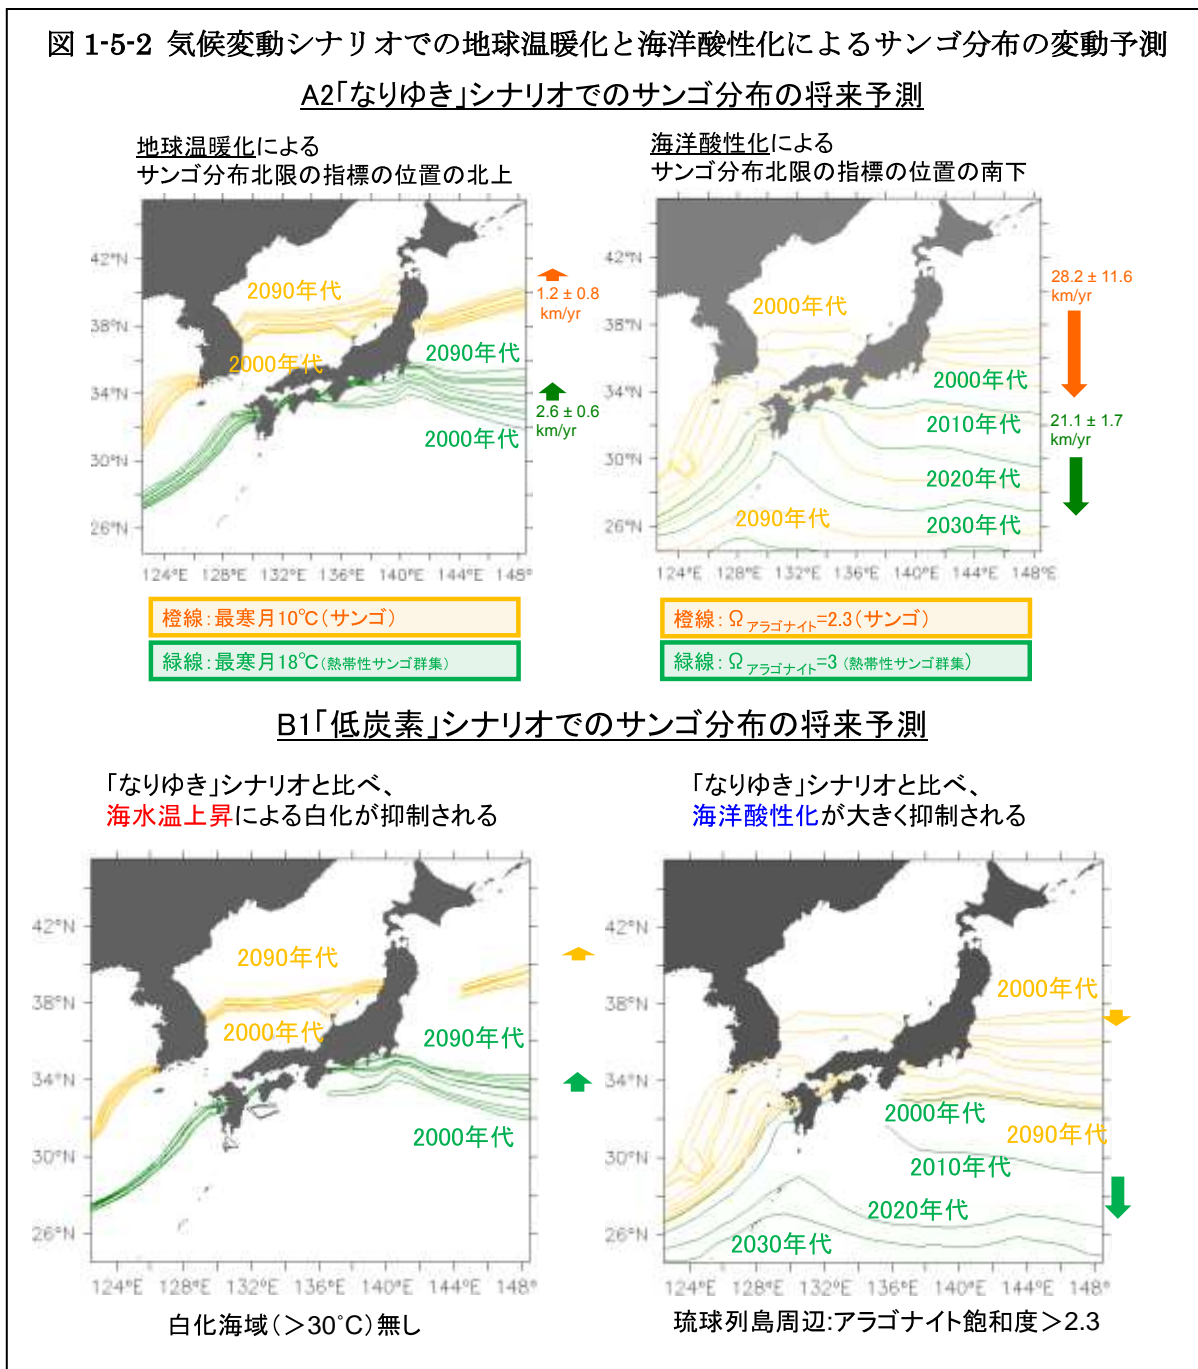 図 1-5-2 気候変動シナリオでの地球温暖化と海洋酸性化によるサンゴ分布の変動予測
A2「なりゆき」シナリオでのサンゴ分布の将来予測
地球温暖化による
サンゴ分布北限の指標の位置の北上
42°N
38°N
34°N
30°N
26°N
124°E 128°E 132°E 136°E 140°E 144°E 148°
2090年代
2000年代
2090年代
2000年代
1.2 ± 0.8
km/yr
2.6 ± 0.6
km/yr
橙線：最寒月10℃（サンゴ）
緑線：最寒月18℃（熱帯性サンゴ群集）
海洋酸性化による
サンゴ分布北限の指標の位置の南下
42°N
38°N
34°N
30°N
26°N
124°E 128°E 132°E 136°E 140°E 144°E 148°E
2000年代
2000年代
2010年代
2020年代
2090年代
2030年代
28.2 ± 11.6
km/yr
21.1 ± 1.7
km/yr
橙線：Ωアラゴナイト=2.3（サンゴ）
緑線：Ωアラゴナイト=3（熱帯性サンゴ群集）
B1「低炭素」シナリオでのサンゴ分布の将来予測
「なりゆき」シナリオと比べ、
海水温上昇による白化が抑制される
42°N
38°N
34°N
30°N
26°N
124°E 128°E 132°E 136°E 140°E 144°E 148°
2090年代
2000年代
2090年代
2000年代
白化海域（＞30°C）無し
「なりゆき」シナリオと比べ、
海洋酸性化が大きく抑制される
42°N
38°N
34°N
30°N
26°N
124°E 128°E 132°E 136°E 140°E 144°E 148°
2000年代
2000年代
2090年代
2010年代
2020年代
2030年代
琉球列島周辺:アラゴナイト飽和度＞2.3